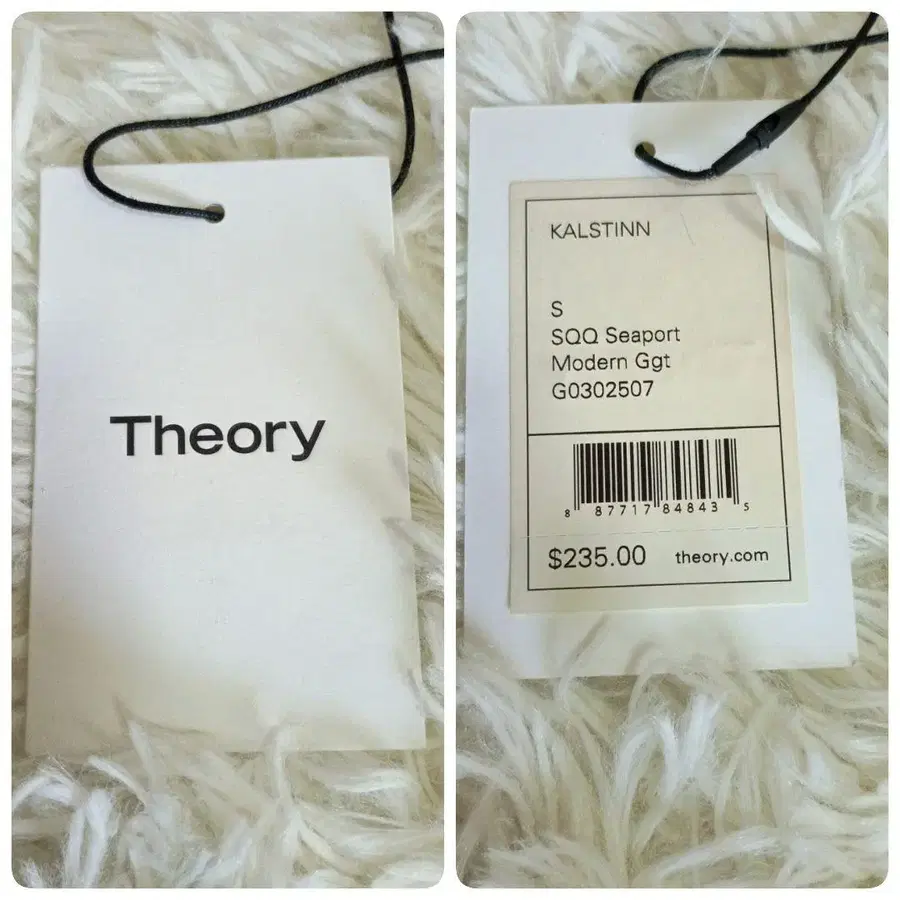 Theory
KALSTINN
S
SQQ Seaport
Modern Ggt
G0302507
8 87717 84843 5
$235.00 theory.com